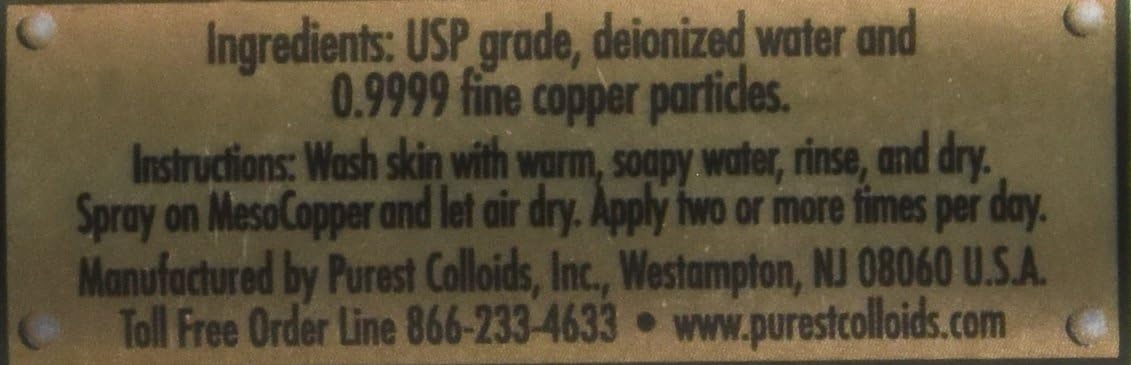 Ingredients: USP grade, deionized water and
0.9999 fine copper particles.
Instructions: Wash skin with warm, soapy water, rinse, and dry.
Spray on MesoCopper and let air dry. Apply two or more times per day.
Manufactured by Purest Colloids, Inc., Westampton, NJ 08060 U.S.A.
Toll Free Order Line 866-233-4633 • www.purestcolloids.com